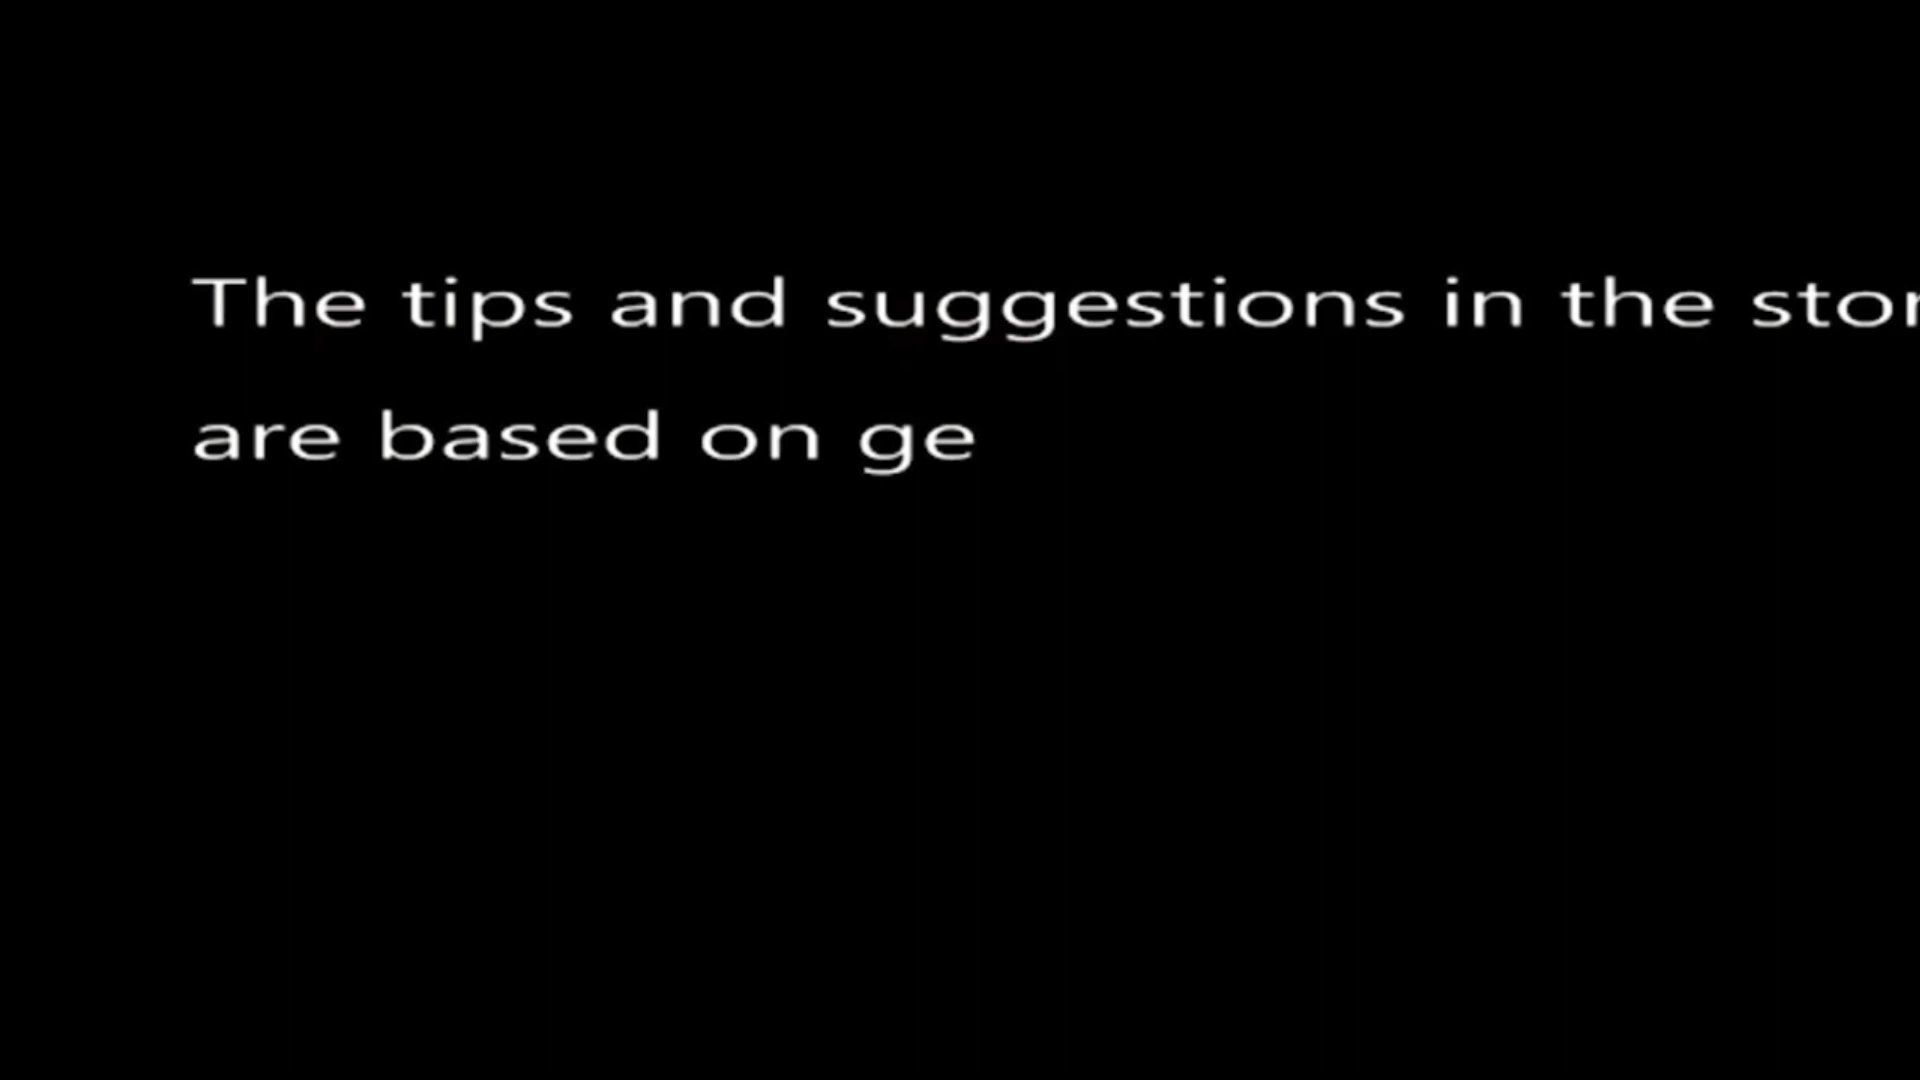 The tips and suggestions in the stor
are based on ge